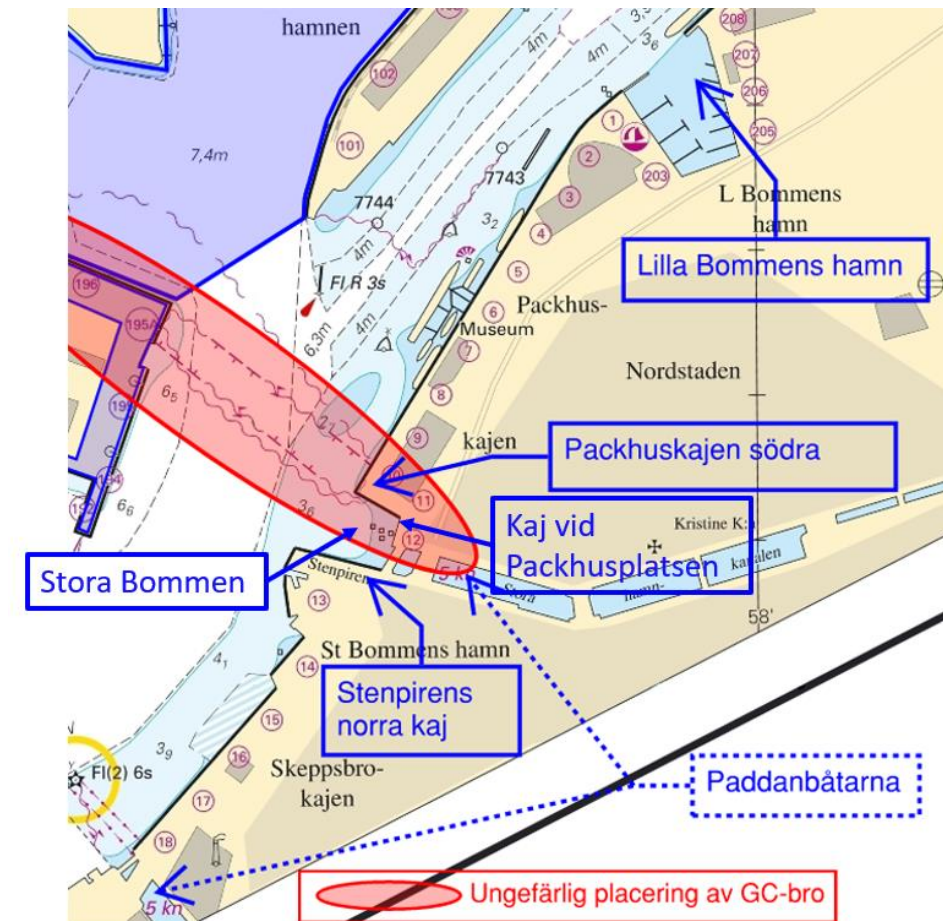 hamnen
102
101
7,4m
4m
4m
3₆
208
207
206
205
1
2
203
3
4
5
6
7
8
9
10
11
12
7744
7743
3₂
4m
4m
Fl R 3s
6,3m
L Bommens
hamn
Lilla Bommens hamn
Packhus-
Museum
Nordstaden
196
195A
195
194
192
6₅
6₆
2₇
3₆
kajen
Packhuskajen södra
Kaj vid
Packhusplatsen
Kristine K:a
Stora Bommen
Stenpiren
5 kn
Stora
hamn-
kanalen
58'
13
St Bommens hamn
14
4₁
Stenpirens
norra kaj
15
16
3₉
Fl(2) 6s
Skeppsbro-
kajen
17
18
Paddanbåtarna
5 kn
Ungefärlig placering av GC-bro